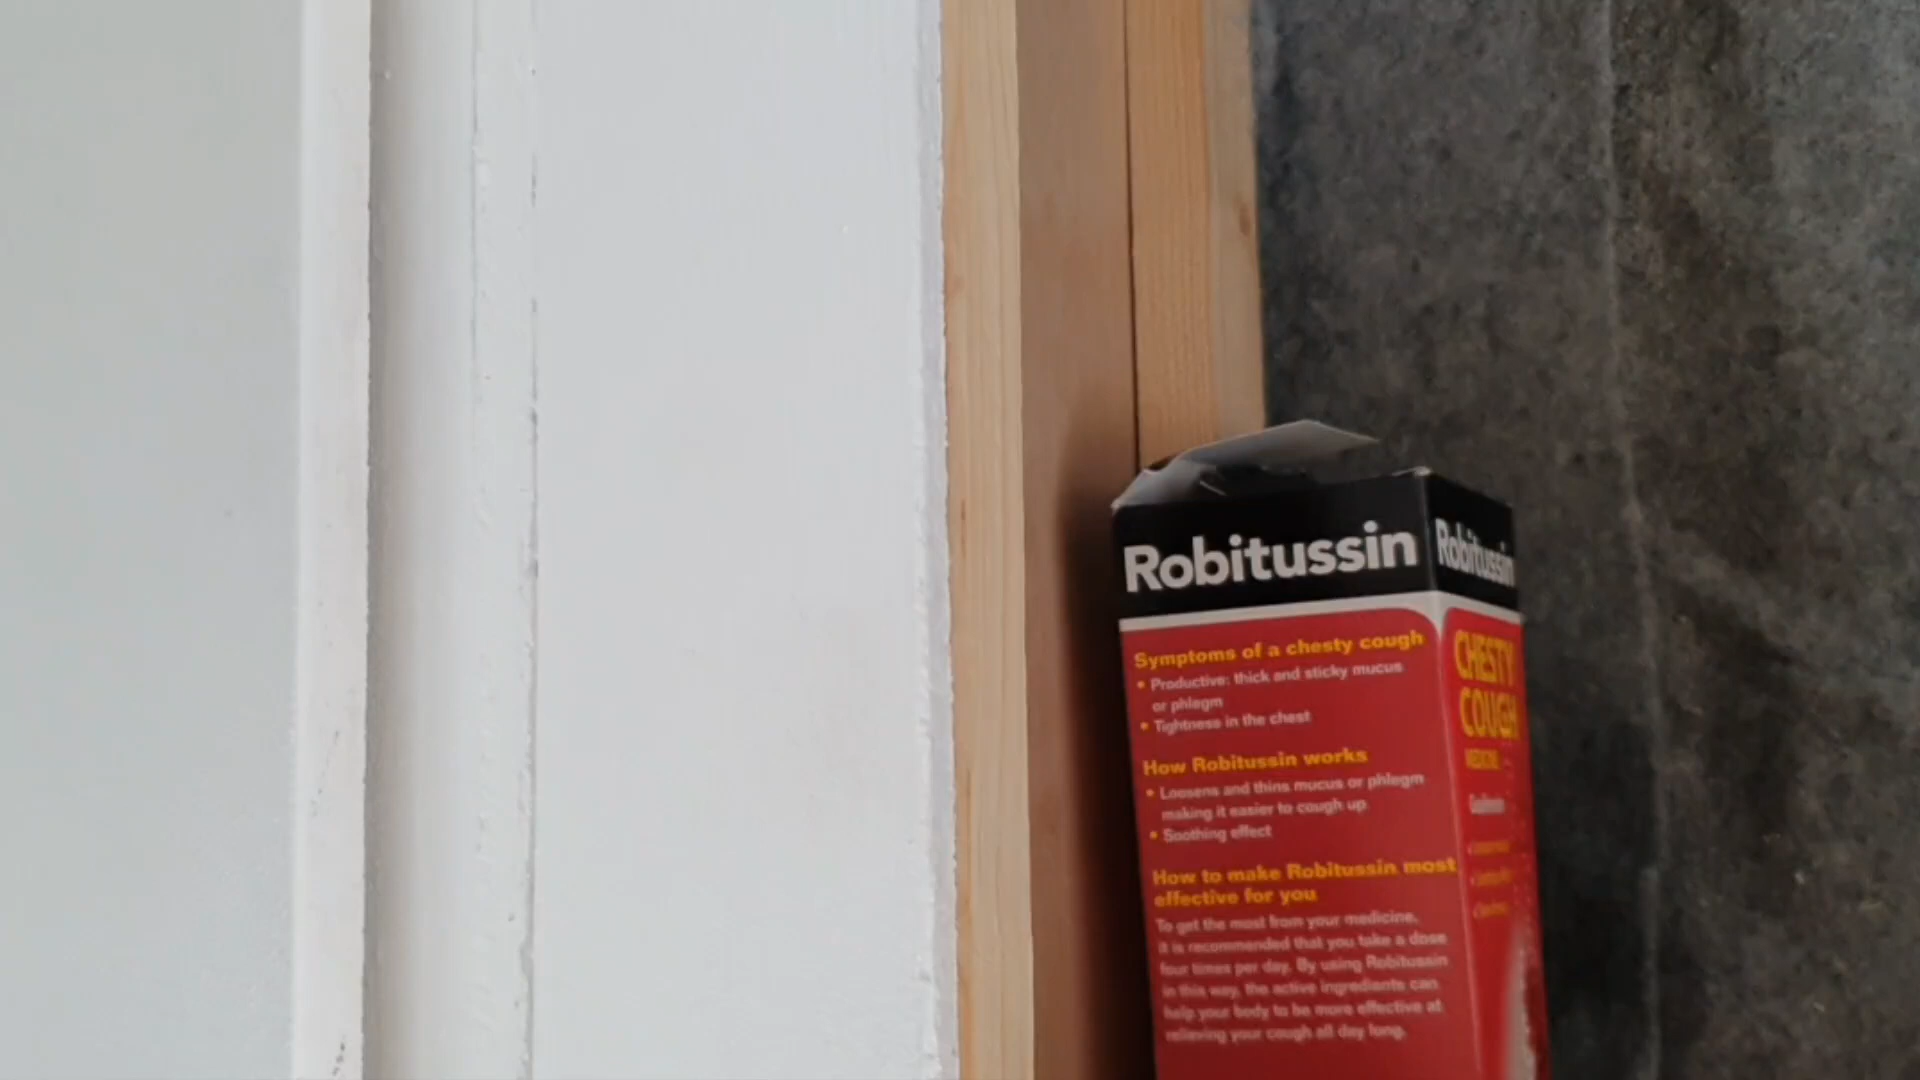 Robitussin
Symptoms of a chesty cough
• Productive: thick and sticky mucus
or phlegm
• Tightness in the chest
How Robitussin works
• Loosens and thins mucus or phlegm
making it easier to cough up
• Soothing effect
How to make Robitussin most
effective for you
To get the most from your medicine,
it is recommended that you take a dose
four times per day. By using Robitussin
in this way, the active ingredients can
help your body to be more effective at
relieving your cough all day long.
Robitussin
CHESTY
COUGH
MEDICINE